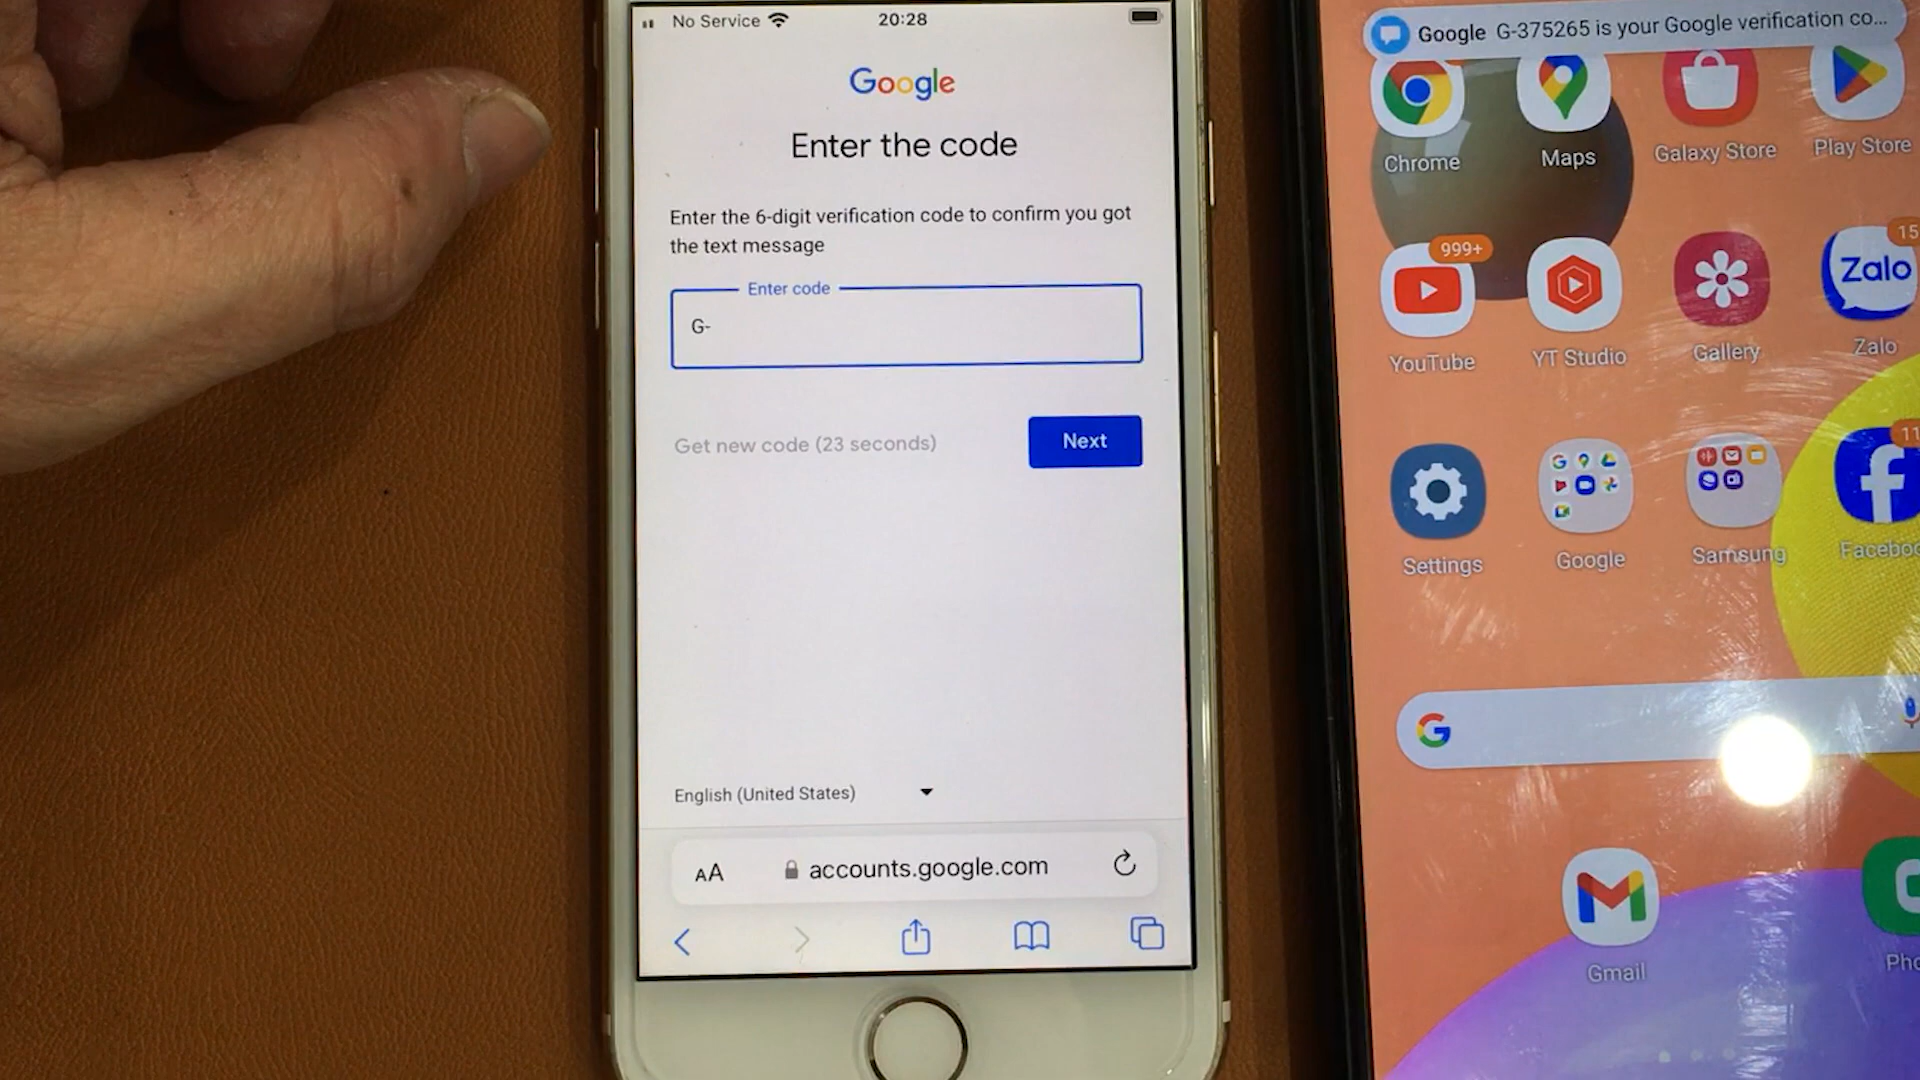 No Service
20:28
Google
Enter the code
Enter the 6-digit verification code to confirm you got
the text message
Enter code
G-
Get new code (23 seconds)
Next
English (United States)
AA
accounts.google.com
Google G-375265 is your Google verification co...
Chrome
Maps
Galaxy Store
Play Store
999+
15
Zalo
YouTube
YT Studio
Gallery
Zalo
11
Settings
Google
Samsung
Faceboo
G
Gmail
Pho